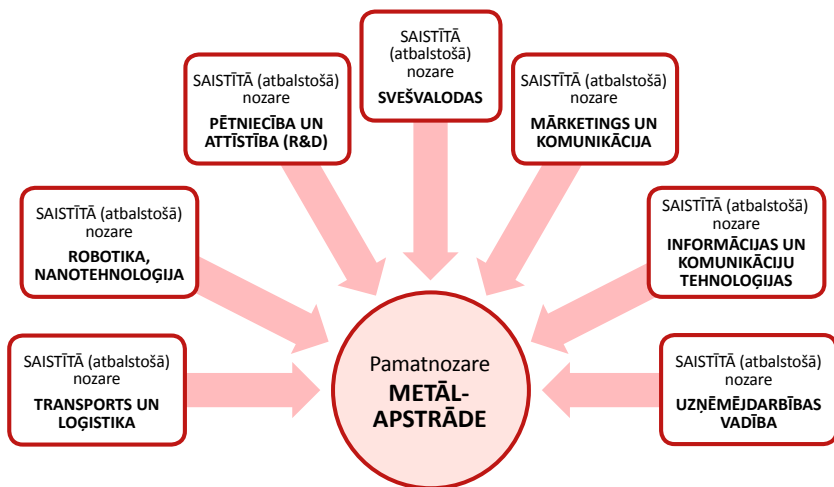 SAISTĪTĀ
(atbalstošā)
nozare
SVEŠVALODAS
SAISTĪTĀ (atbalstošā)
nozare
PĒTNIECĪBA UN
ATTĪSTĪBA (R&D)
SAISTĪTĀ (atbalstošā)
nozare
MĀRKETINGS UN
KOMUNIKĀCIJA
SAISTĪTĀ (atbalstošā)
nozare
ROBOTIKA,
NANOTEHNOLOĢIJA
SAISTĪTĀ (atbalstošā)
nozare
INFORMĀCIJAS UN
KOMUNIKĀCIJU
TEHNOLOĢIJAS
SAISTĪTĀ (atbalstošā)
nozare
TRANSPORTS UN
LOĢISTIKA
Pamatnozare
METĀL-
APSTRĀDE
SAISTĪTĀ (atbalstošā)
nozare
UZŅĒMĒJDARBĪBAS
VADĪBA